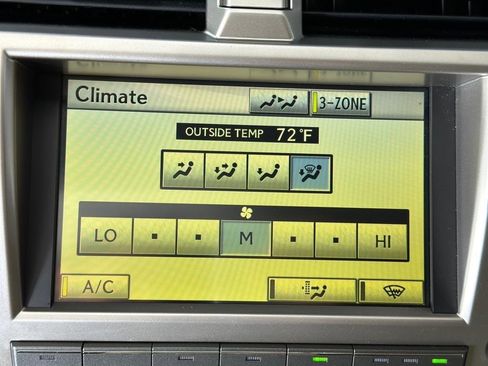 Climate 3-ZONE
OUTSIDE TEMP 72°F
LO M HI
A/C